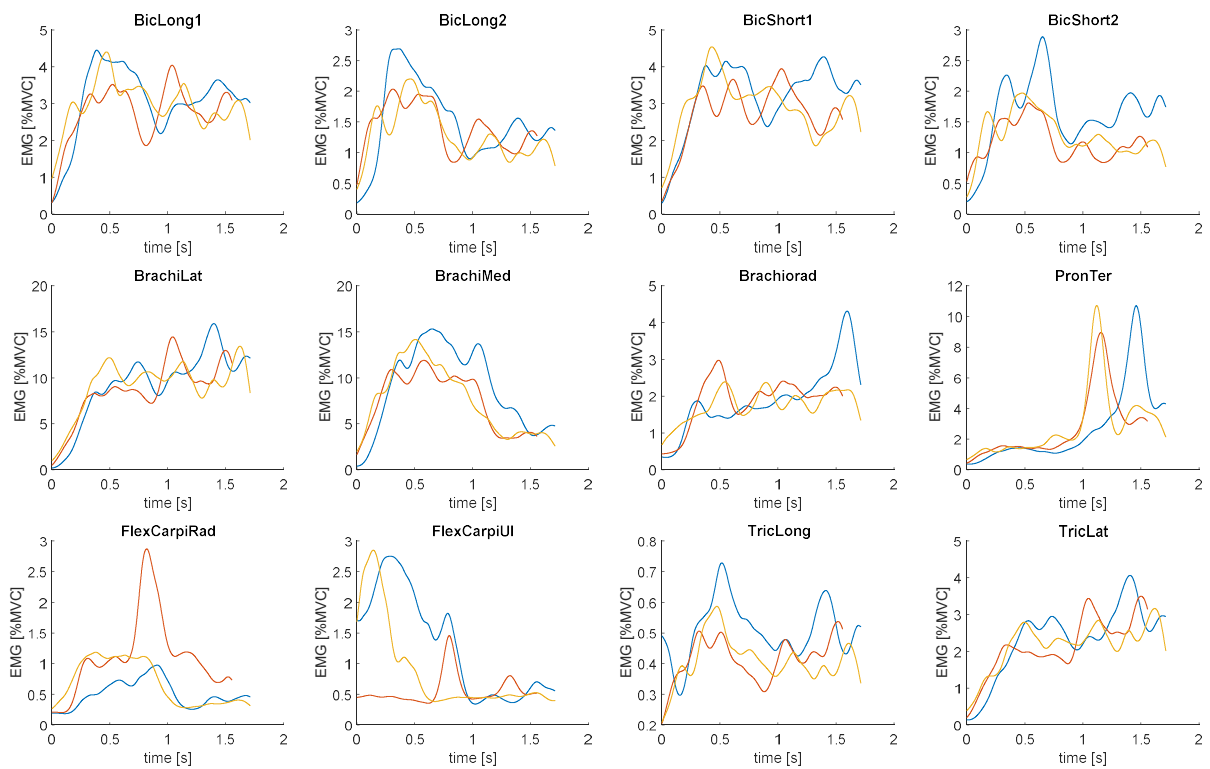 BicLong1
BicLong2
BicShort1
BicShort2
5
4
3
2
1
0
EMG [%MVC]
0 0.5 1 1.5 2
time [s]
3
2.5
2
1.5
1
0.5
0
EMG [%MVC]
0 0.5 1 1.5 2
time [s]
5
4
3
2
1
0
EMG [%MVC]
0 0.5 1 1.5 2
time [s]
3
2.5
2
1.5
1
0.5
0
EMG [%MVC]
0 0.5 1 1.5 2
time [s]
BrachiLat
BrachiMed
Brachiorad
PronTer
20
15
10
5
0
EMG [%MVC]
0 0.5 1 1.5 2
time [s]
20
15
10
5
0
EMG [%MVC]
0 0.5 1 1.5 2
time [s]
5
4
3
2
1
0
EMG [%MVC]
0 0.5 1 1.5 2
time [s]
12
10
8
6
4
2
0
EMG [%MVC]
0 0.5 1 1.5 2
time [s]
FlexCarpiRad
FlexCarpiUl
TricLong
TricLat
3
2.5
2
1.5
1
0.5
0
EMG [%MVC]
0 0.5 1 1.5 2
time [s]
3
2.5
2
1.5
1
0.5
0
EMG [%MVC]
0 0.5 1 1.5 2
time [s]
0.8
0.7
0.6
0.5
0.4
0.3
0.2
EMG [%MVC]
0 0.5 1 1.5 2
time [s]
5
4
3
2
1
0
EMG [%MVC]
0 0.5 1 1.5 2
time [s]